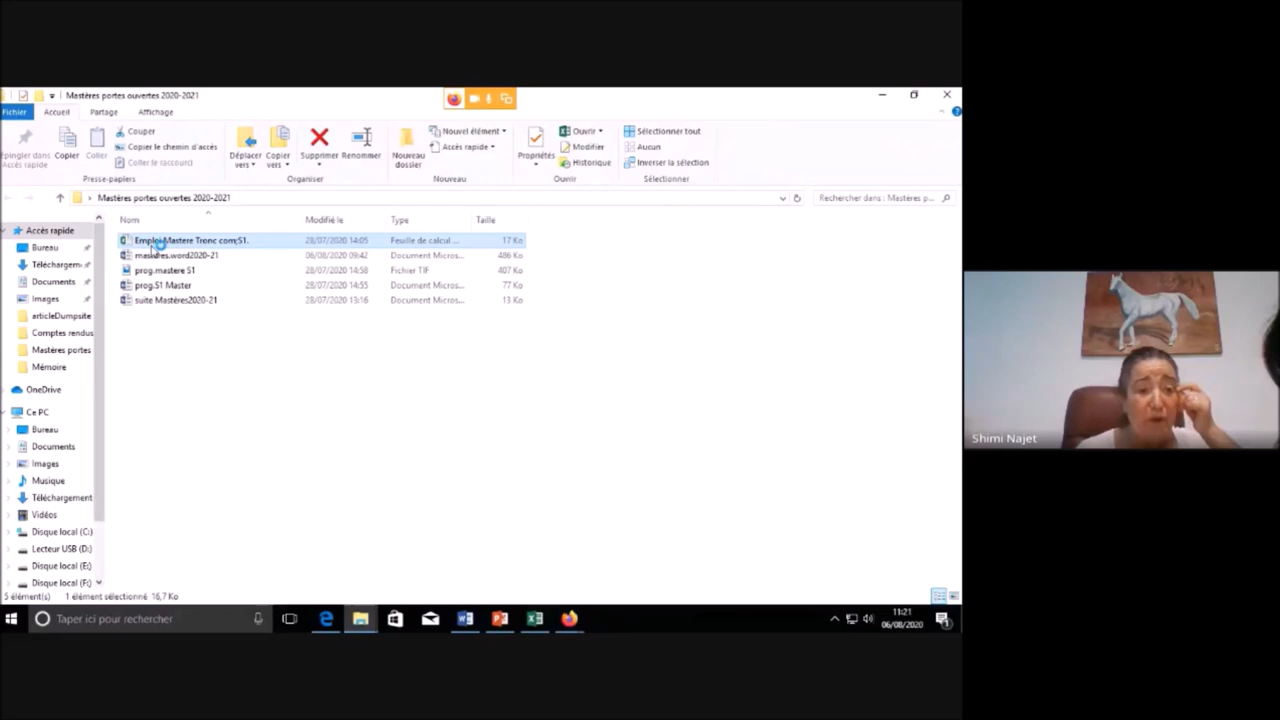 Mastères portes ouvertes 2020-2021
Fichier Accueil Partage Affichage
Épingler dans Accès rapide
Copier
Coller
Couper
Copier le chemin d'accès
Coller le raccourci
Déplacer vers
Copier vers
Supprimer
Renommer
Nouveau dossier
Nouvel élément
Accès rapide
Propriétés
Ouvrir
Modifier
Historique
Sélectionner tout
Aucun
Inverser la sélection
Presse-papiers Organiser Nouveau Ouvrir Sélectionner
Mastères portes ouvertes 2020-2021
Rechercher dans : Mastères p...
Nom Modifié le Type Taille
Emploi Mastere Tronc com;S1. 28/07/2020 14:05 Feuille de calcul ... 17 Ko
mastères.word2020-21 06/08/2020 09:42 Document Micros... 486 Ko
prog.mastere S1 28/07/2020 14:58 Fichier TIF 407 Ko
prog.S1 Master 28/07/2020 14:55 Document Micros... 77 Ko
suite Mastères2020-21 28/07/2020 13:16 Document Micros... 13 Ko
Accès rapide
Bureau
Téléchargem
Documents
Images
articleDumpsite
Comptes rendus
Mastères portes
Mémoire
OneDrive
Ce PC
Bureau
Documents
Images
Musique
Téléchargement
Vidéos
Disque local (C:)
Lecteur USB (D:)
Disque local (E:)
Disque local (F:)
5 élément(s) 1 élément sélectionné 16,7 Ko
Taper ici pour rechercher
11:21
06/08/2020
Shimi Najet